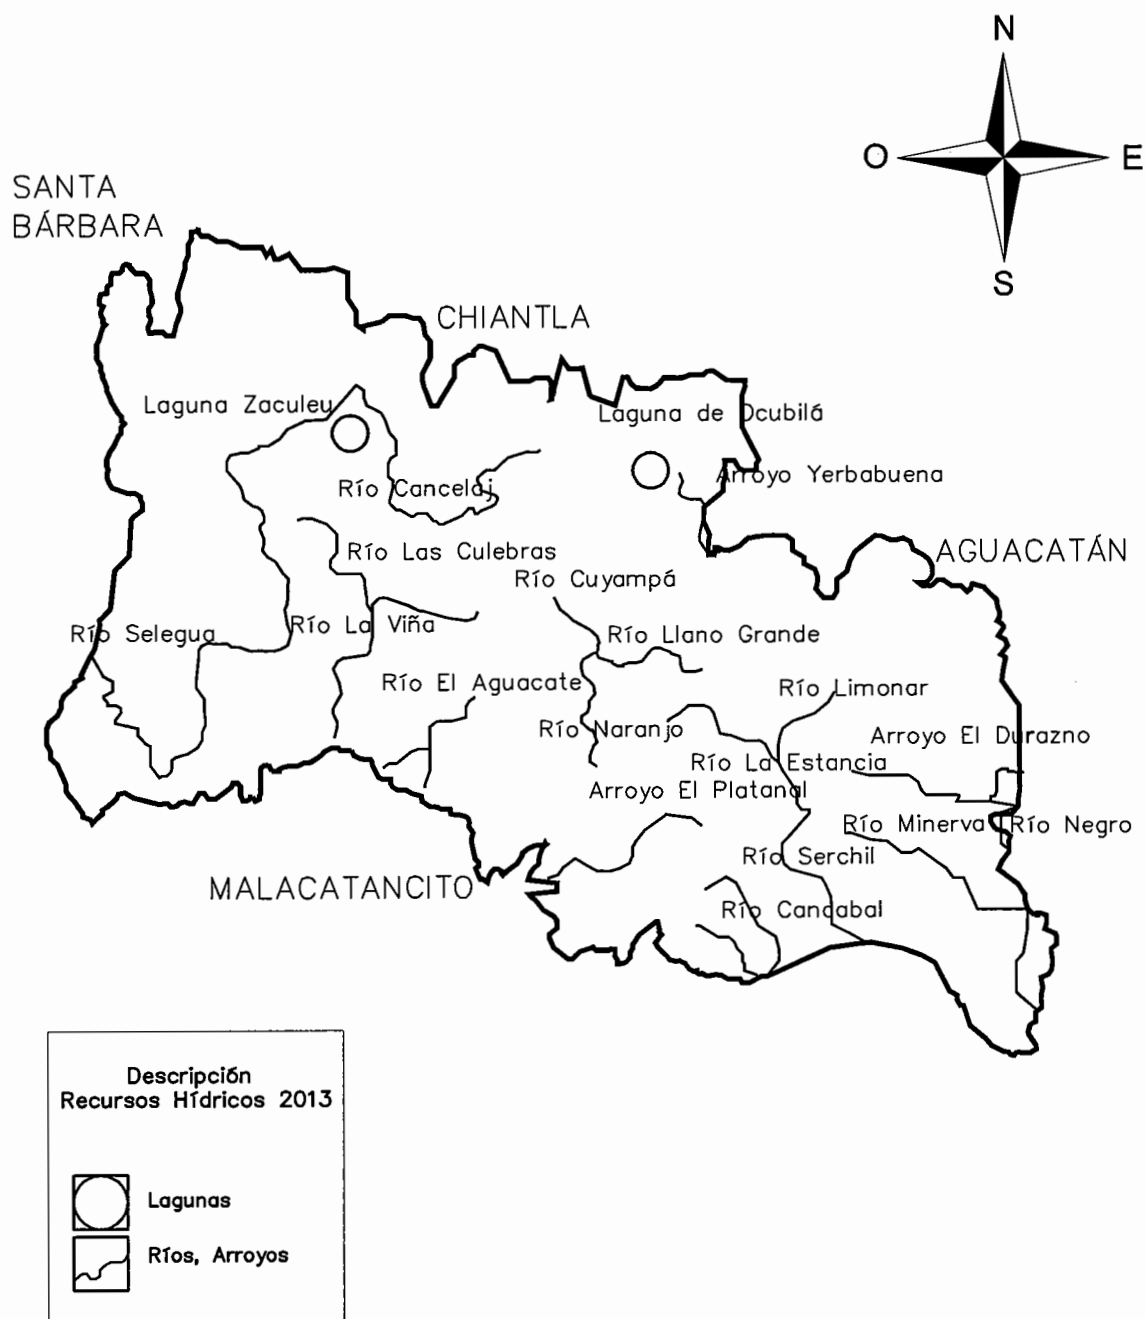 N
O
E
S
SANTA
BÁRBARA
CHIANTLA
Laguna Zaculeu
Laguna de Ocubilá
Río Cancelaj
Arroyo Yerbabuena
Río Las Culebras
AGUACATÁN
Río Cuyampá
Río Selegua
Río La Viña
Río Llano Grande
Río El Aguacate
Río Limonar
Río Naranjo
Arroyo El Durazno
Río La Estancia
Arroyo El Platanal
Río Minerva
Río Negro
Río Serchil
MALACATANCITO
Río Cancabal
Descripción
Recursos Hídricos 2013
Lagunas
Ríos, Arroyos